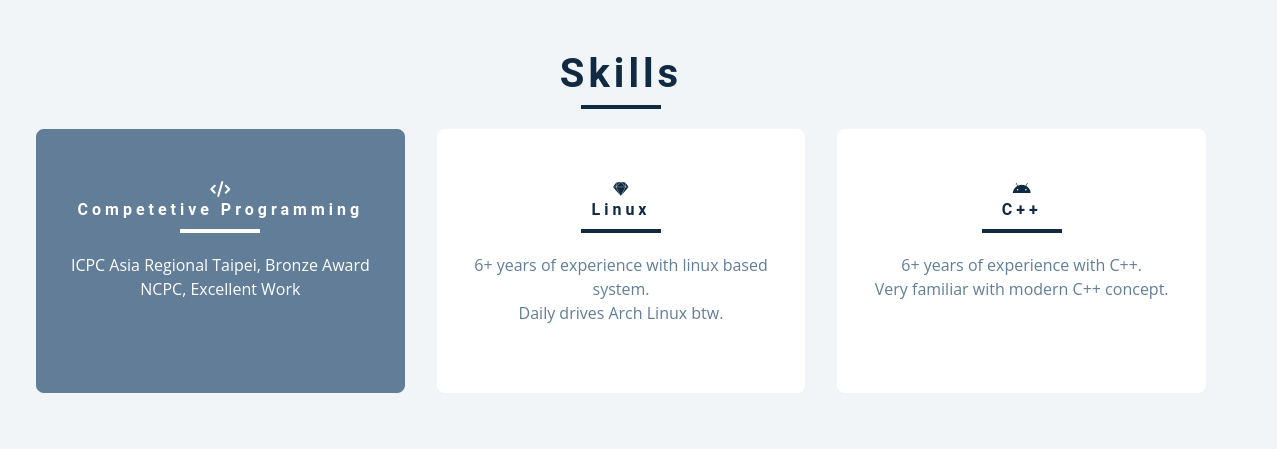 Skills
Competetive Programming
ICPC Asia Regional Taipei, Bronze Award
NCPC, Excellent Work
Linux
6+ years of experience with linux based
system.
Daily drives Arch Linux btw.
C++
6+ years of experience with C++.
Very familiar with modern C++ concept.